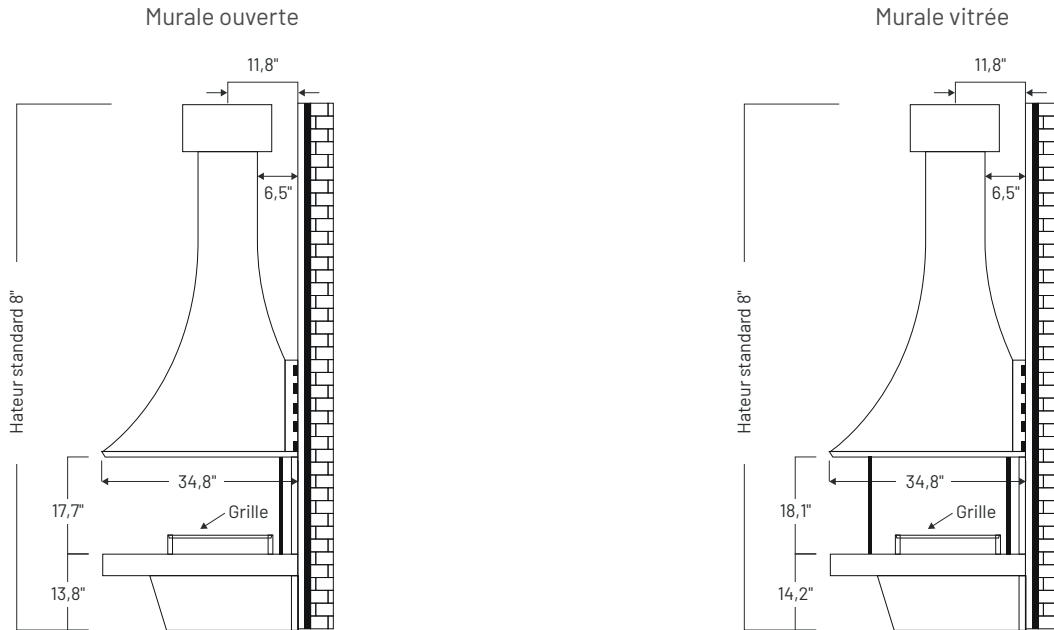 Murale ouverte
11,8"
6,5"
Hateur standard 8"
34,8"
17,7"
Grille
13,8"
Murale vitrée
11,8"
6,5"
Hateur standard 8"
34,8"
18,1"
Grille
14,2"